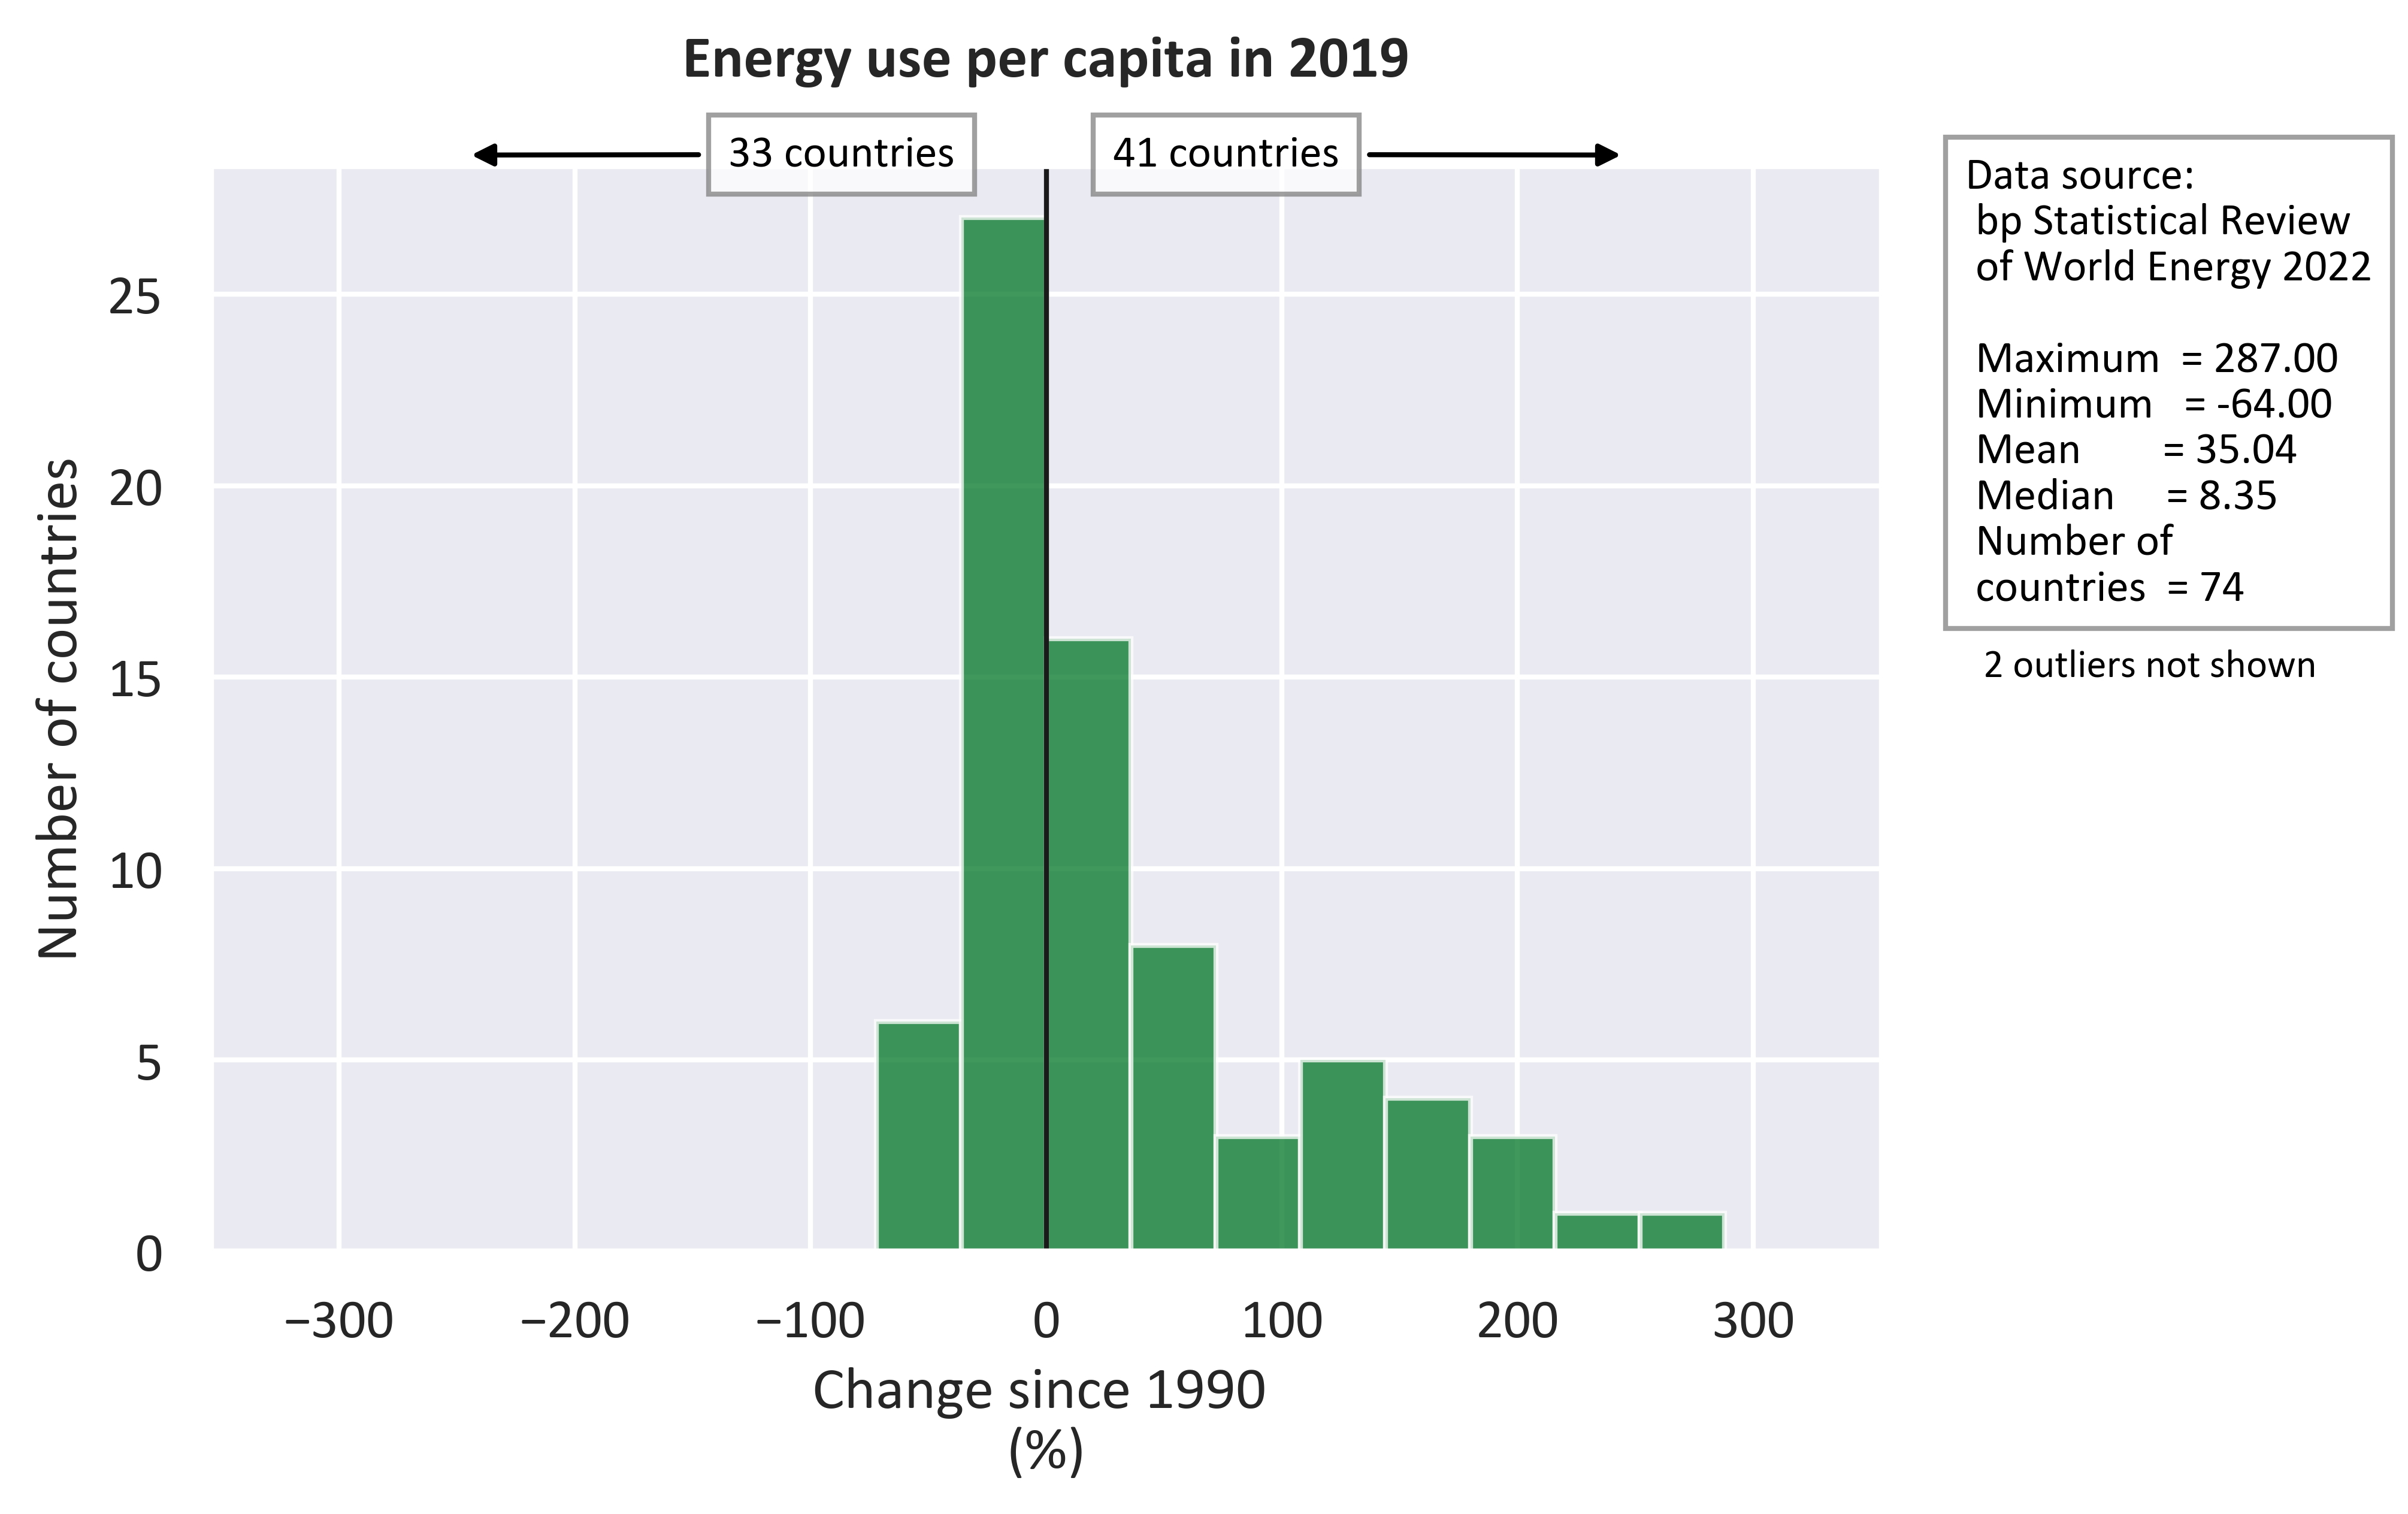 Energy use per capita in 2019
33 countries
41 countries
Data source:
bp Statistical Review
of World Energy 2022
Maximum = 287.00
Minimum = -64.00
Mean = 35.04
Median = 8.35
Number of
countries = 74
2 outliers not shown
Number of countries
25
20
15
10
5
0
−300 −200 −100 0 100 200 300
Change since 1990
(%)